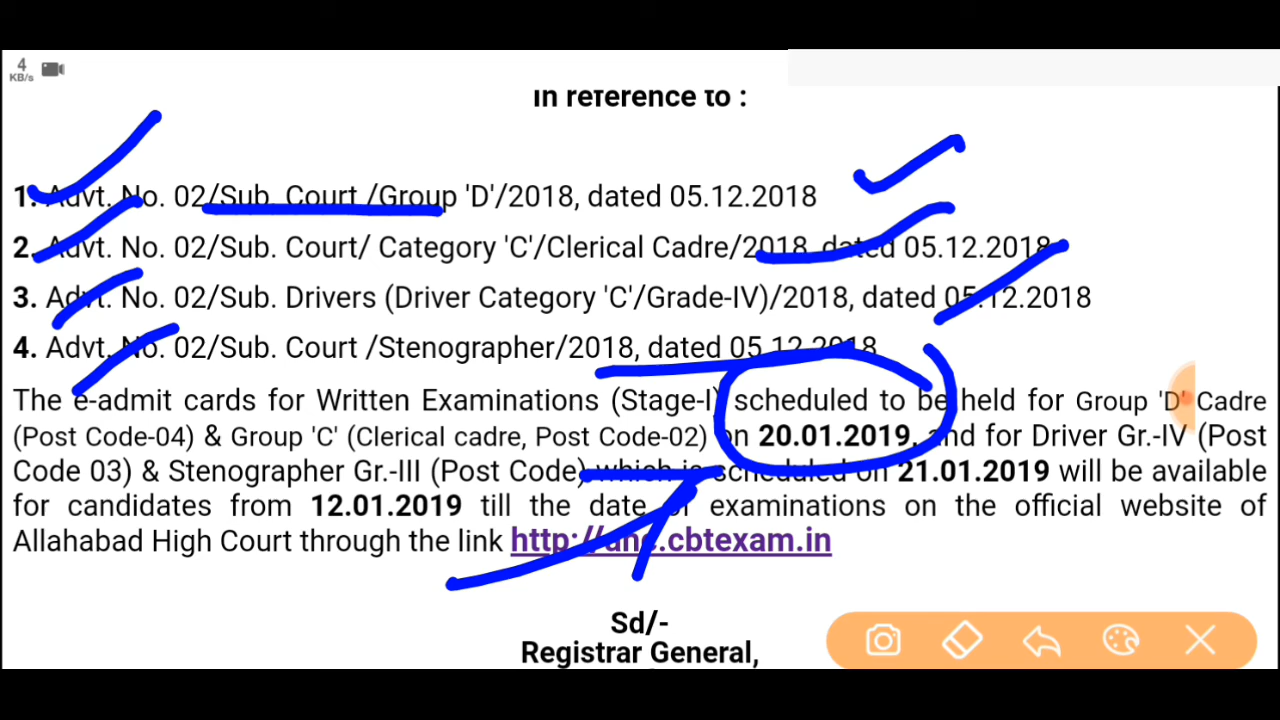 4
KB/s
In reference to :
1. Advt. No. 02/Sub. Court /Group 'D'/2018, dated 05.12.2018
2. Advt. No. 02/Sub. Court/ Category 'C'/Clerical Cadre/2018, dated 05.12.2018
3. Advt. No. 02/Sub. Drivers (Driver Category 'C'/Grade-IV)/2018, dated 05.12.2018
4. Advt. No. 02/Sub. Court /Stenographer/2018, dated 05.12.2018
The e-admit cards for Written Examinations (Stage-I) scheduled to be held for Group 'D' Cadre
(Post Code-04) & Group 'C' (Clerical cadre, Post Code-02) on 20.01.2019, and for Driver Gr.-IV (Post
Code 03) & Stenographer Gr.-III (Post Code) which is scheduled on 21.01.2019 will be available
for candidates from 12.01.2019 till the date of examinations on the official website of
Allahabad High Court through the link http://ahc.cbtexam.in
Sd/-
Registrar General,